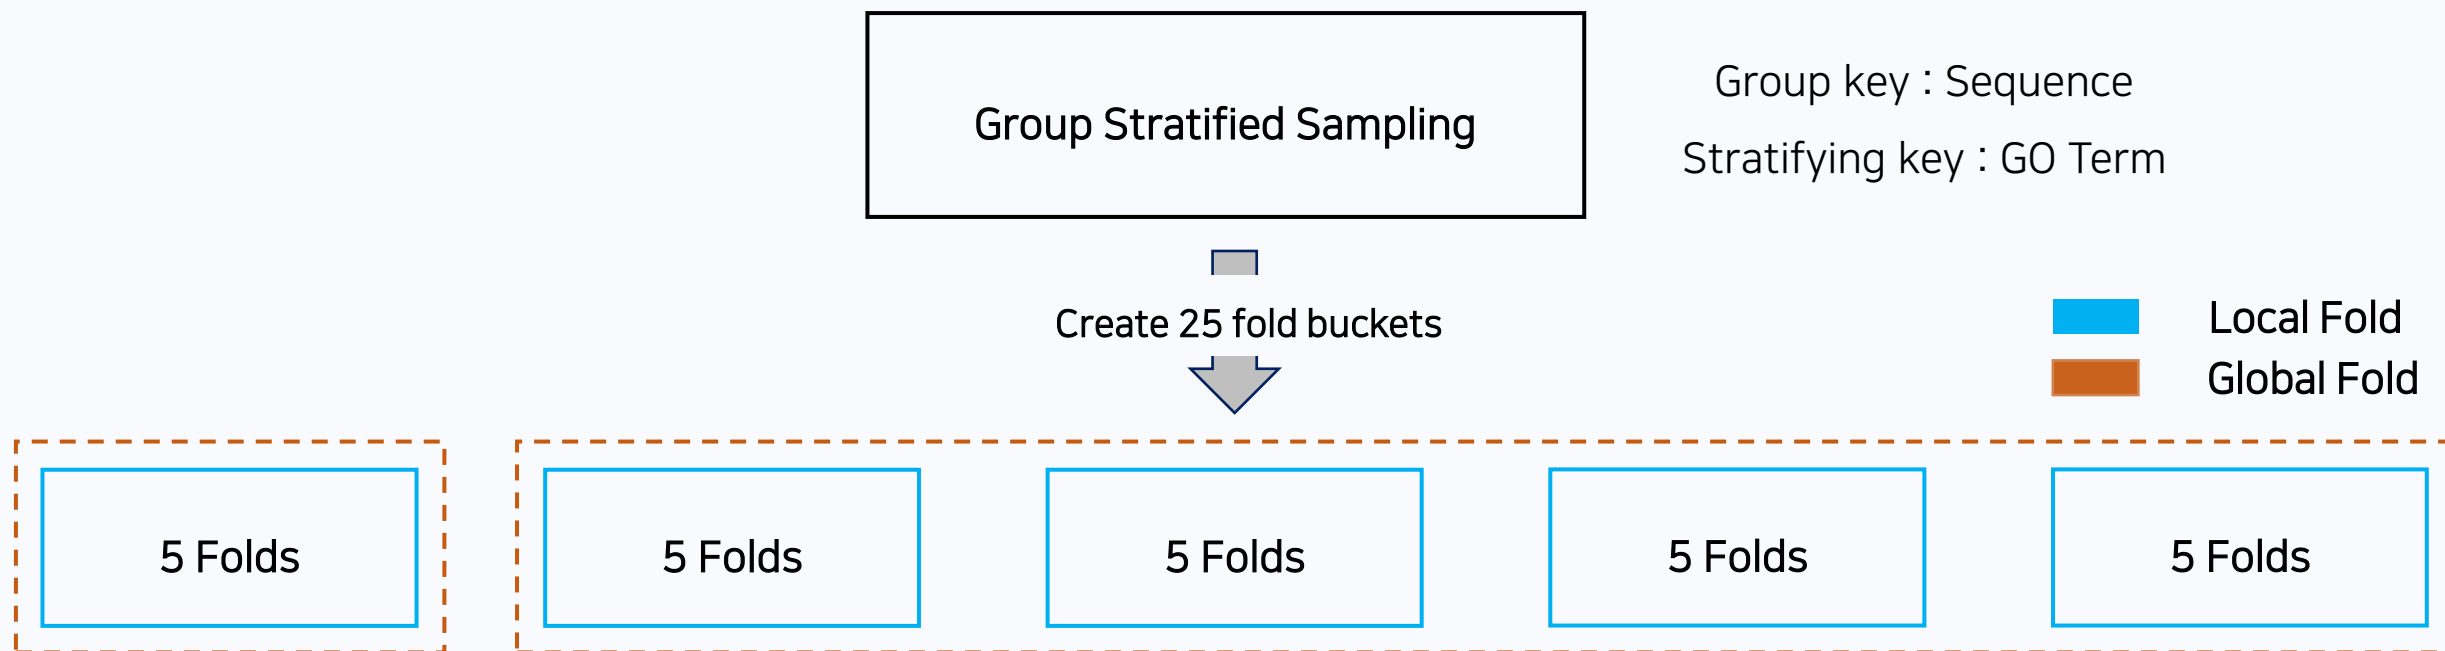 Group Stratified Sampling
Group key : Sequence
Stratifying key : GO Term
Create 25 fold buckets
Local Fold
Global Fold
5 Folds
5 Folds
5 Folds
5 Folds
5 Folds